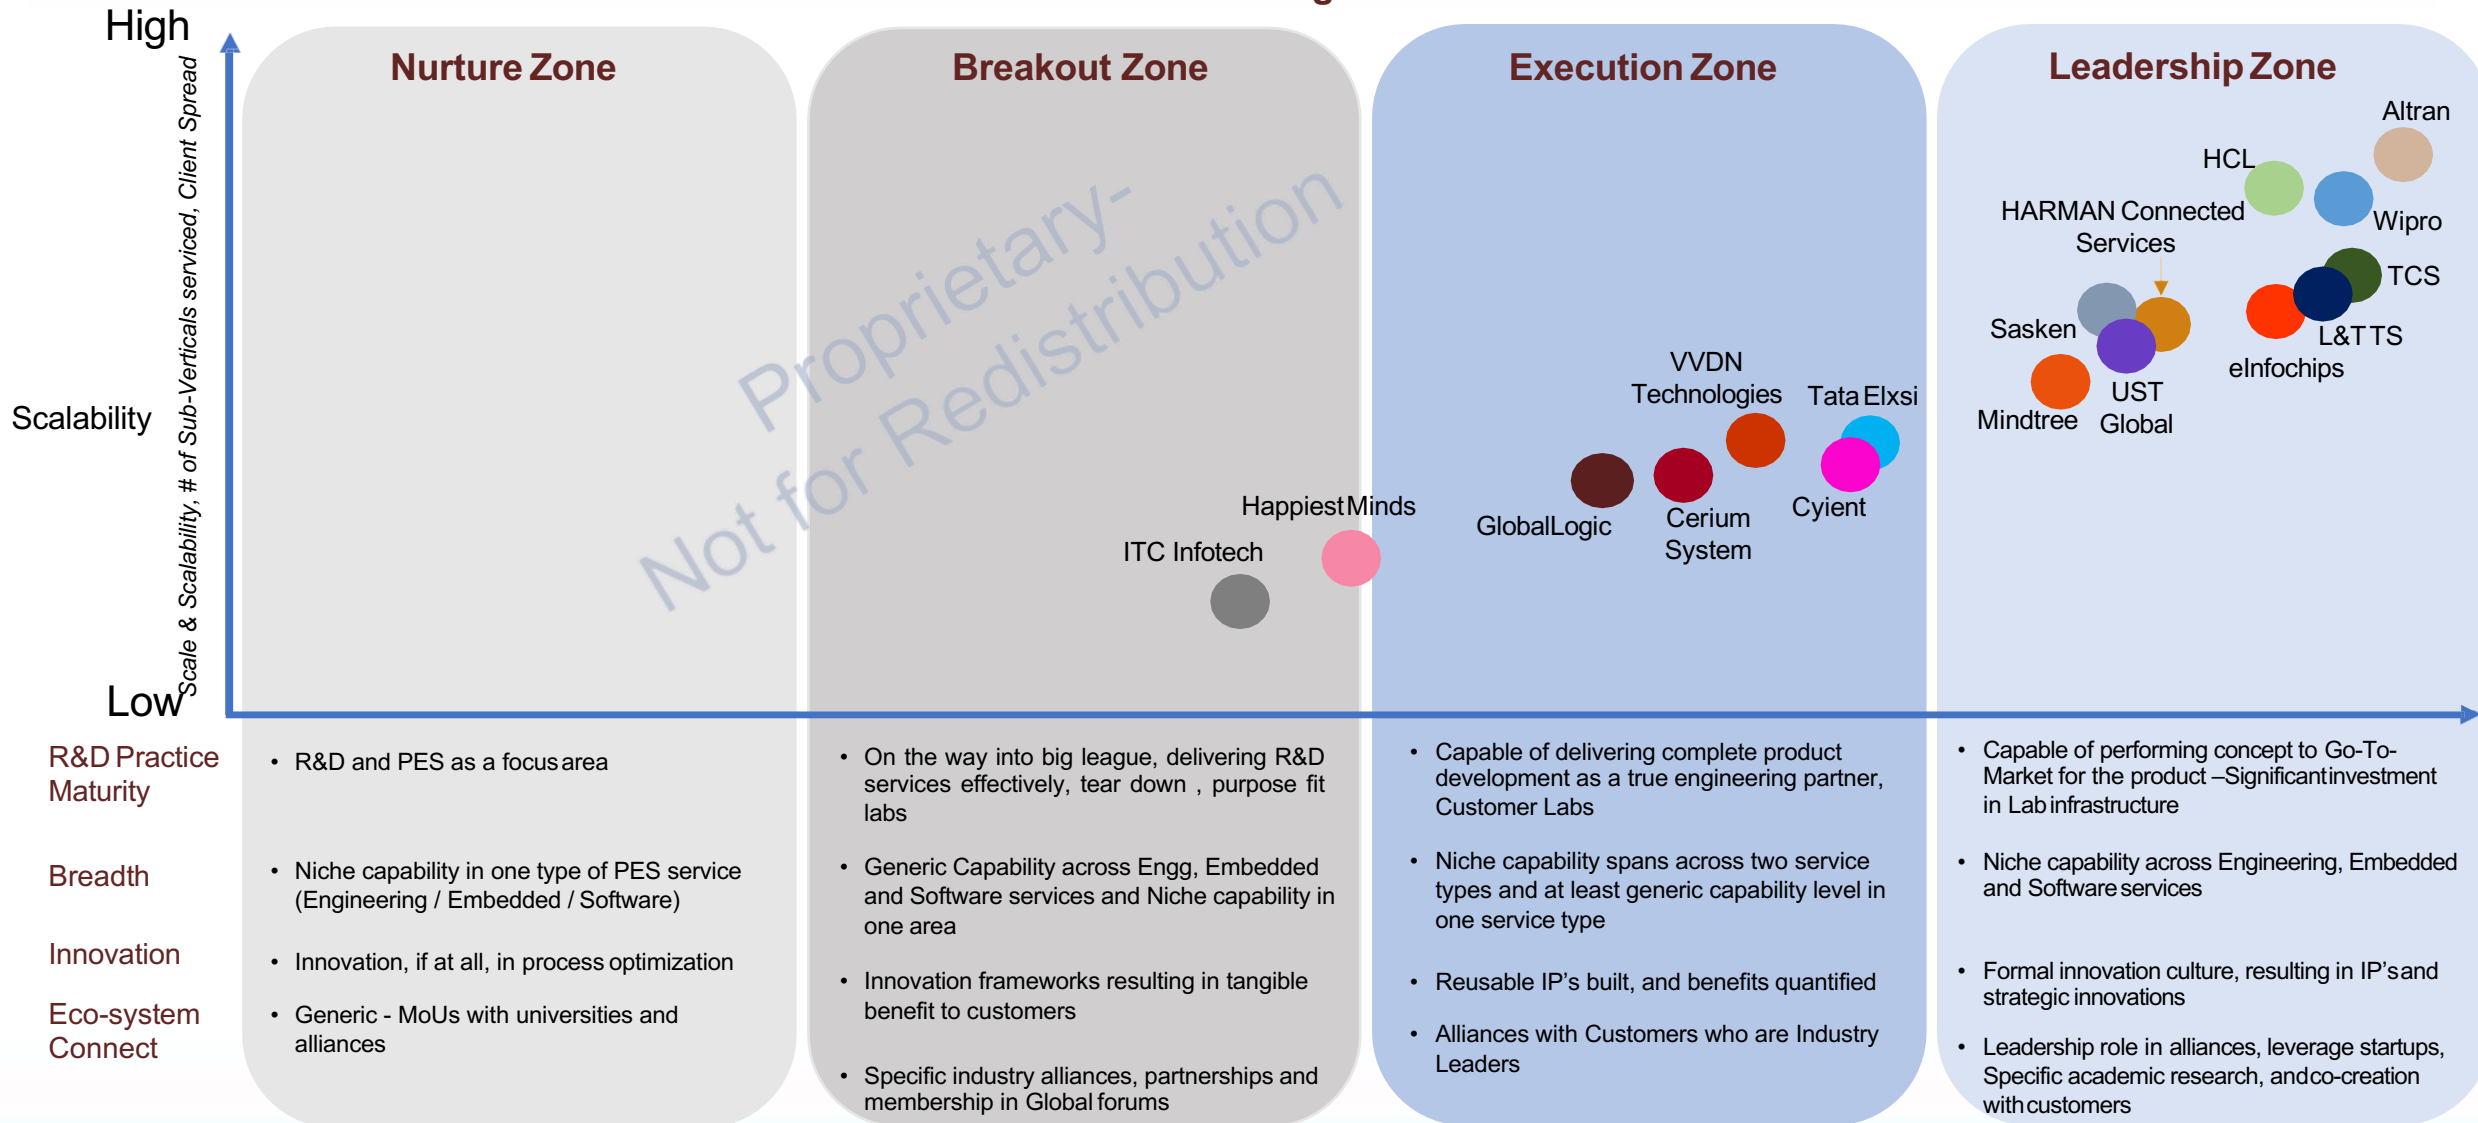 High
Nurture Zone
Breakout Zone
Execution Zone
Leadership Zone
Scale & Scalability, # of Sub-Verticals serviced, Client Spread
Scalability
Low
Proprietary-
Not for Redistribution
Altran
HCL
HARMAN Connected
Services
Wipro
TCS
Sasken
L&T TS
eInfochips
Mindtree
UST
Global
VVDN
Technologies
Tata Elxsi
GlobalLogic
Cerium
System
Cyient
Happiest Minds
ITC Infotech
R&D Practice
Maturity
• R&D and PES as a focus area
• On the way into big league, delivering R&D
services effectively, tear down , purpose fit
labs
• Capable of delivering complete product
development as a true engineering partner,
Customer Labs
• Capable of performing concept to Go-To-
Market for the product –Significant investment
in Lab infrastructure
Breadth
• Niche capability in one type of PES service
(Engineering / Embedded / Software)
• Generic Capability across Engg, Embedded
and Software services and Niche capability in
one area
• Niche capability spans across two service
types and at least generic capability level in
one service type
• Niche capability across Engineering, Embedded
and Software services
Innovation
• Innovation, if at all, in process optimization
• Innovation frameworks resulting in tangible
benefit to customers
• Reusable IP’s built, and benefits quantified
• Formal innovation culture, resulting in IP’s and
strategic innovations
Eco-system
Connect
• Generic - MoUs with universities and
alliances
• Specific industry alliances, partnerships and
membership in Global forums
• Alliances with Customers who are Industry
Leaders
• Leadership role in alliances, leverage startups,
Specific academic research, and co-creation
with customers